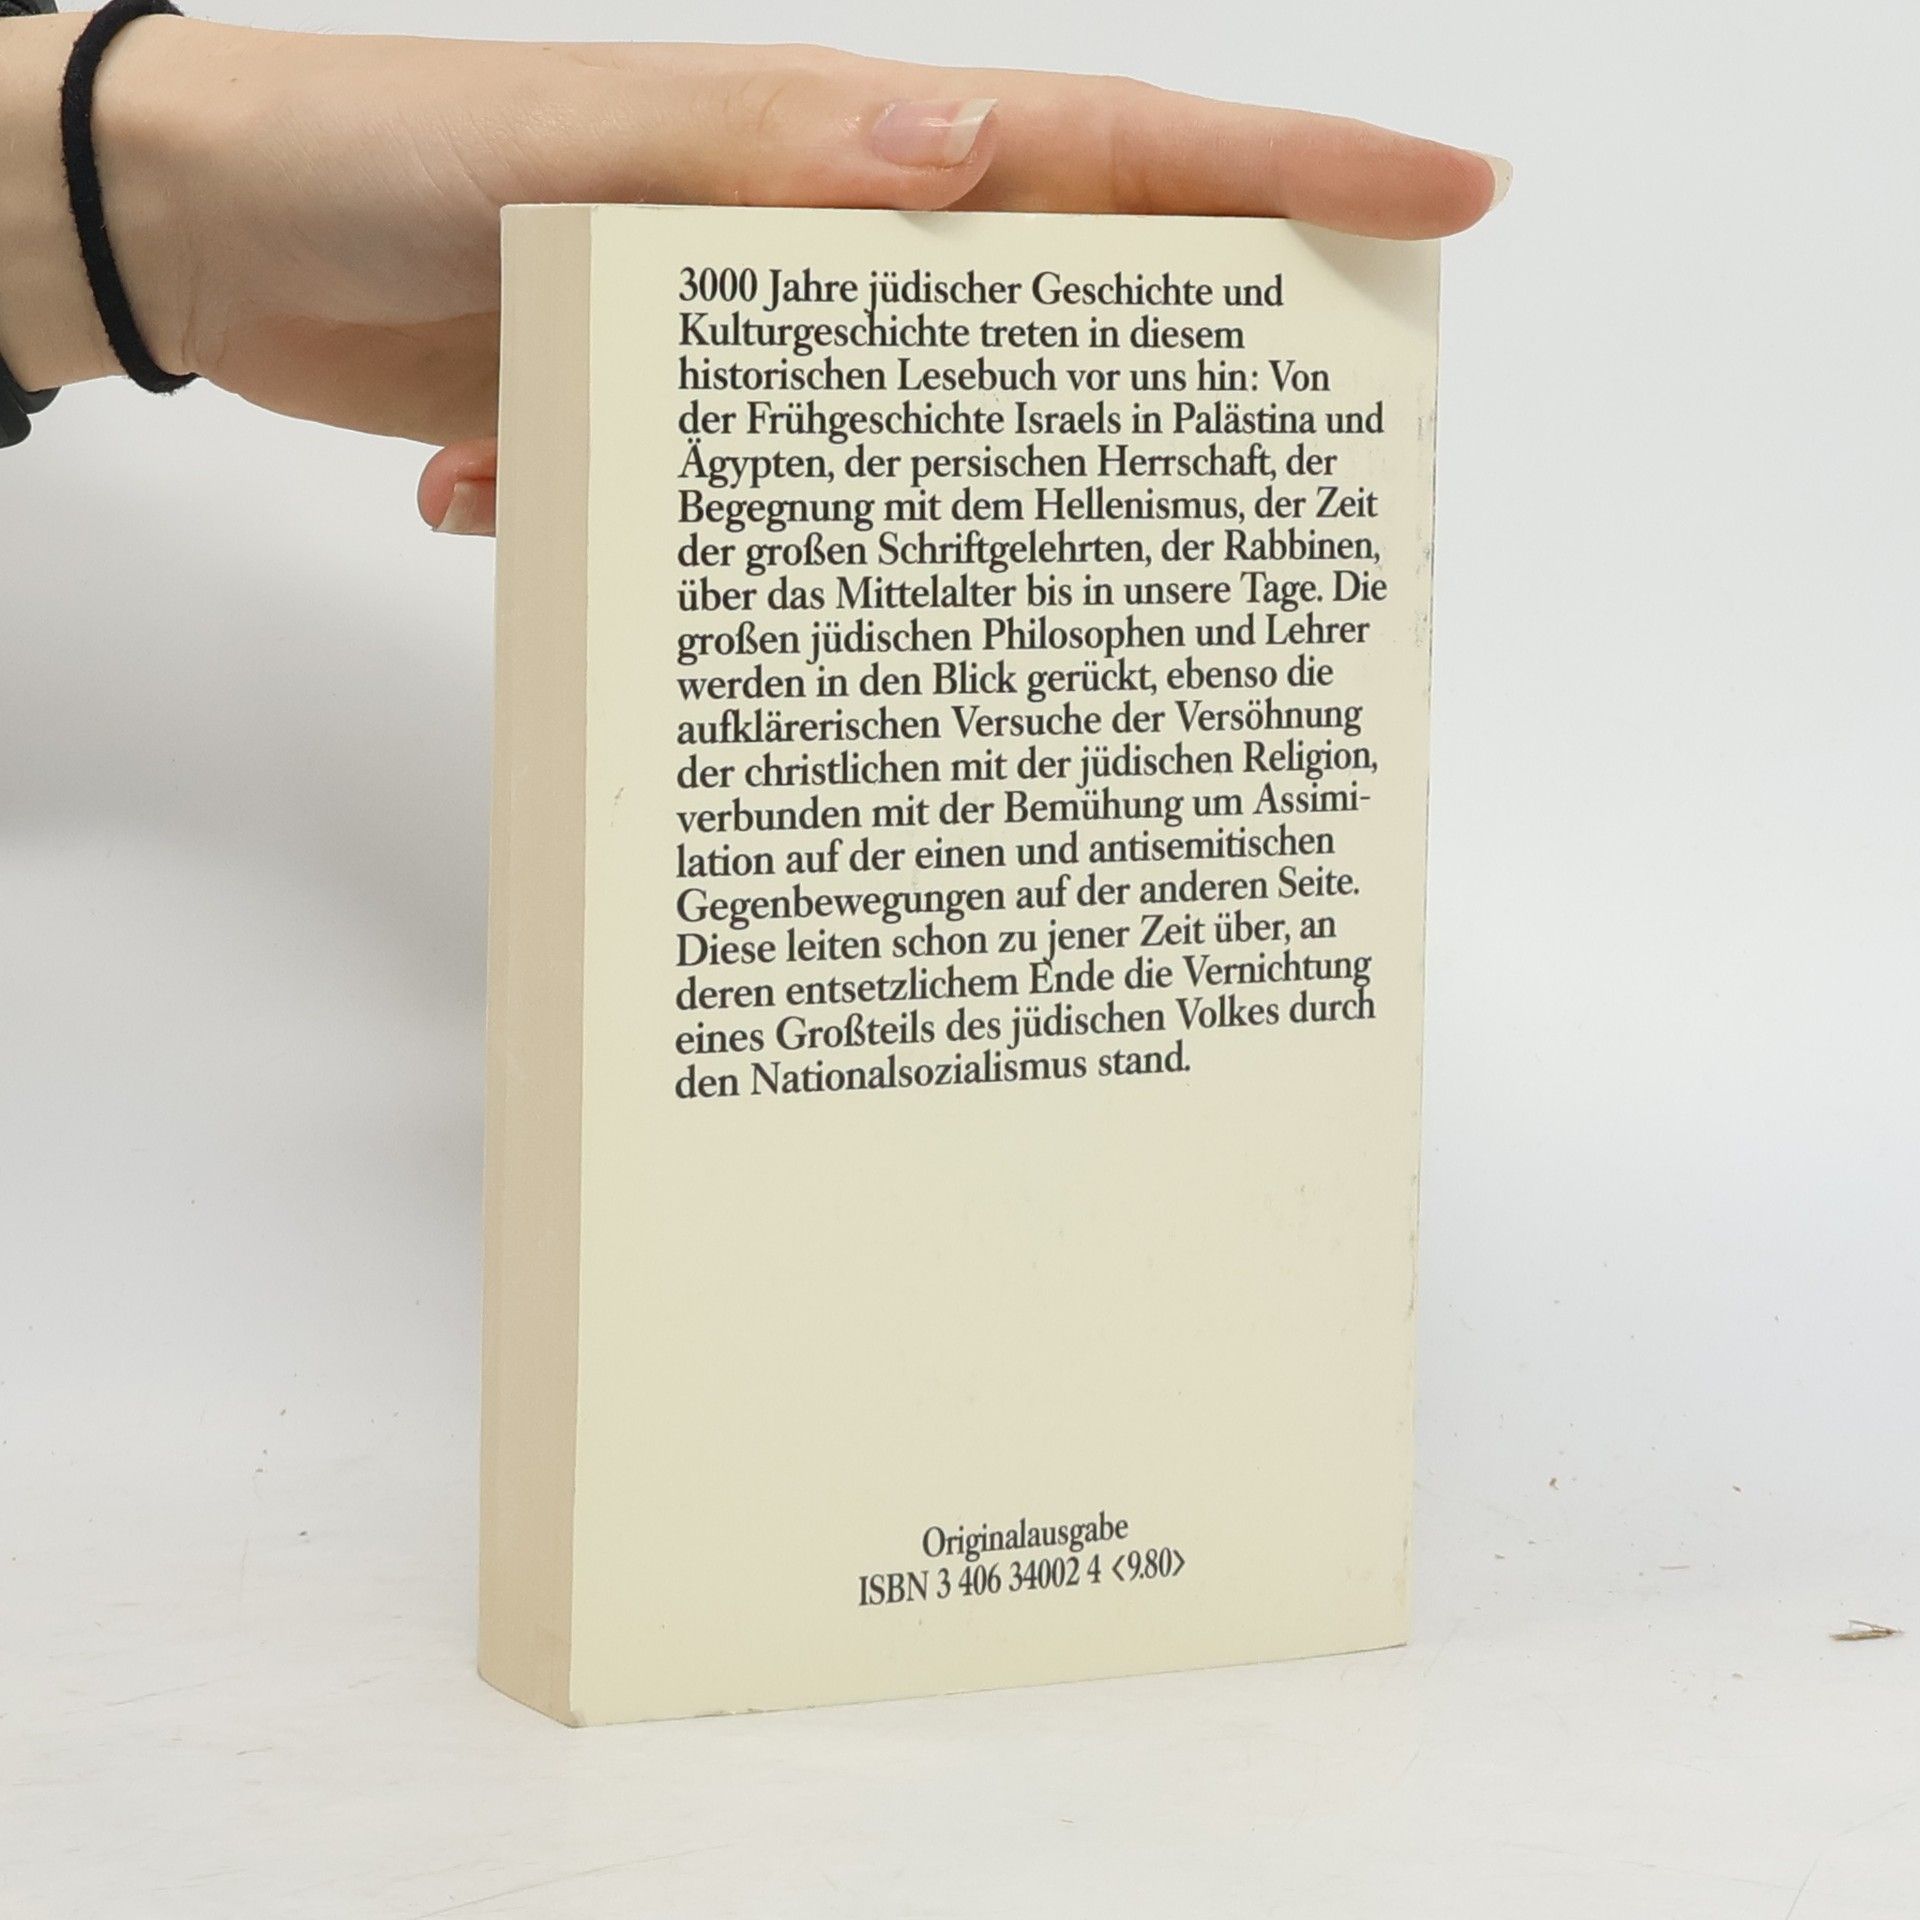 3000 Jahre jüdischer Geschichte und
Kulturgeschichte treten in diesem
historischen Lesebuch vor uns hin: Von
der Frühgeschichte Israels in Palästina und
Ägypten, der persischen Herrschaft, der
Begegnung mit dem Hellenismus, der Zeit
der großen Schriftgelehrten, der Rabbinen,
über das Mittelalter bis in unsere Tage. Die
großen jüdischen Philosophen und Lehrer
werden in den Blick gerückt, ebenso die
aufklärerischen Versuche der Versöhnung
der christlichen mit der jüdischen Religion,
verbunden mit der Bemühung um Assimi-
lation auf der einen und antisemitischen
Gegenbewegungen auf der anderen Seite.
Diese leiten schon zu jener Zeit über, an
deren entsetzlichem Ende die Vernichtung
eines Großteils des jüdischen Volkes durch
den Nationalsozialismus stand.
Originalausgabe
ISBN 3 406 34002 4 <9.80>